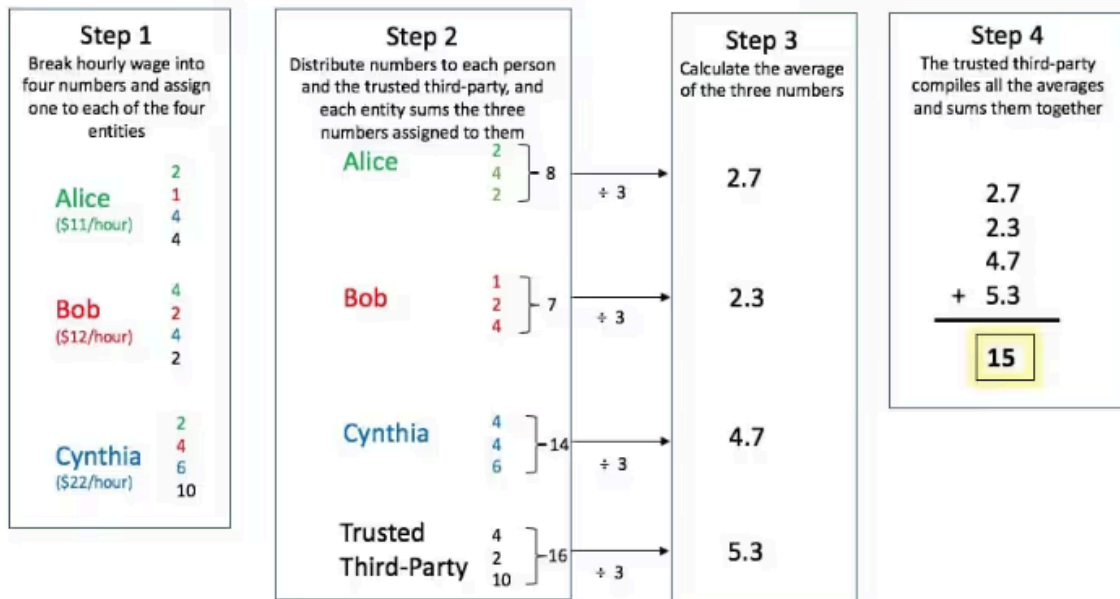 Step 1
Break hourly wage into
four numbers and assign
one to each of the four
entities
Alice
($11/hour)
2
1
4
4
Bob
($12/hour)
4
2
4
2
Cynthia
($22/hour)
2
4
6
10
Step 2
Distribute numbers to each person
and the trusted third-party, and
each entity sums the three
numbers assigned to them
Alice
2
4
2
8
÷ 3
Bob
1
2
4
7
÷ 3
Cynthia
4
4
6
14
÷ 3
Trusted
Third-Party
4
2
10
16
÷ 3
Step 3
Calculate the average
of the three numbers
2.7
2.3
4.7
5.3
Step 4
The trusted third-party
compiles all the averages
and sums them together
2.7
2.3
4.7
+ 5.3
15